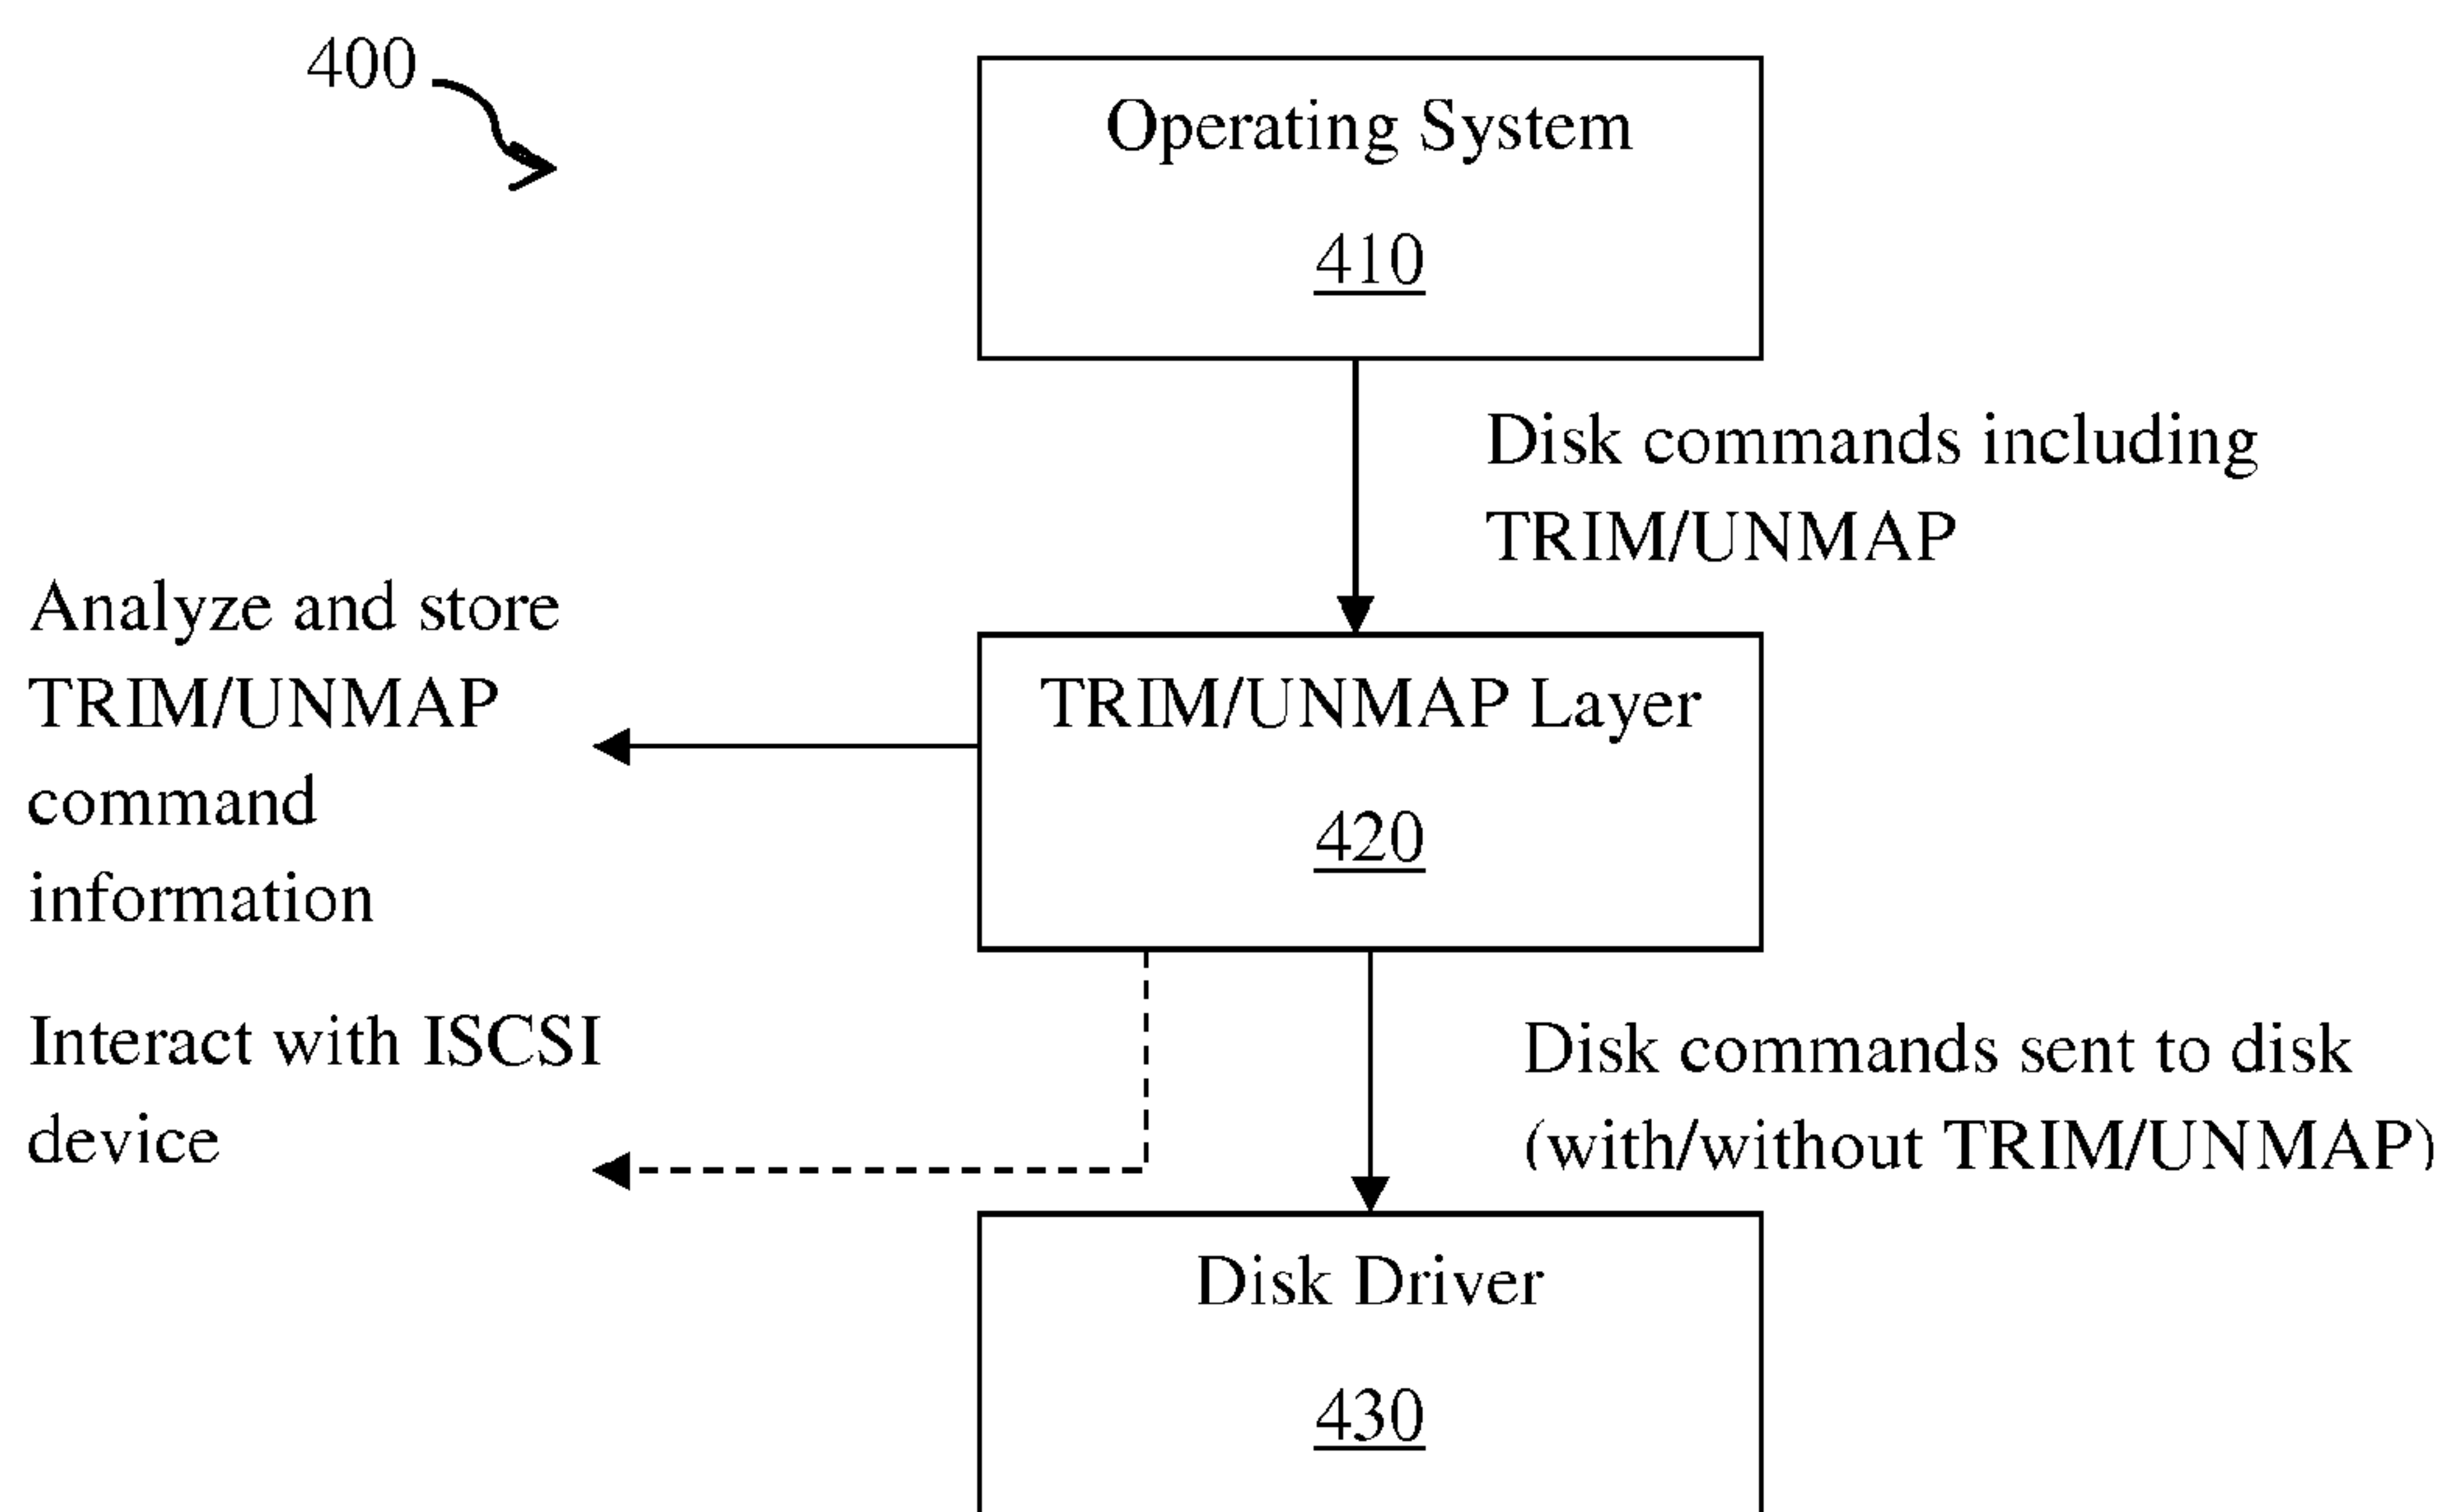 400
Operating System
410
Disk commands including
TRIM/UNMAP
Analyze and store
TRIM/UNMAP
command
information
TRIM/UNMAP Layer
420
Interact with ISCSI
device
Disk commands sent to disk
(with/without TRIM/UNMAP)
Disk Driver
430